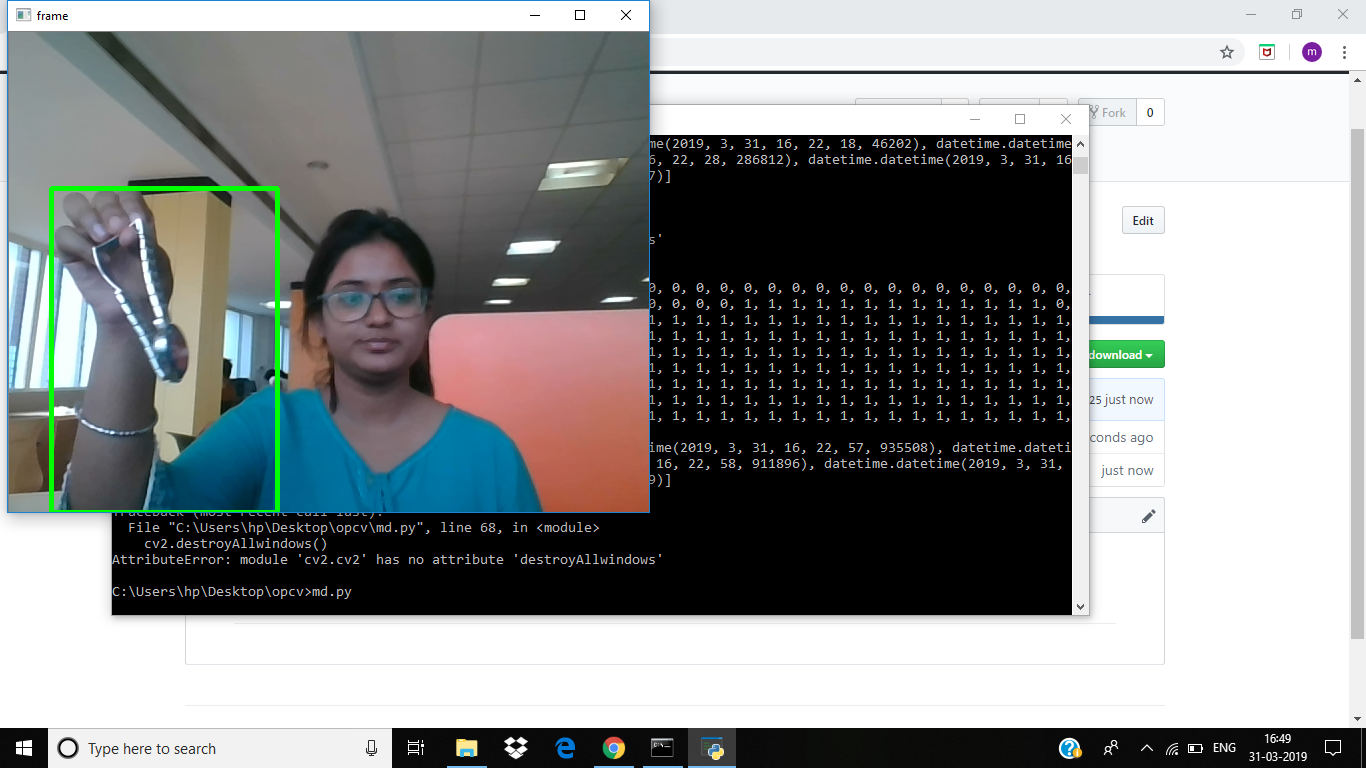 frame
m
Fork 0
me(2019, 3, 31, 16, 22, 18, 46202), datetime.datetime
6, 22, 28, 286812), datetime.datetime(2019, 3, 31, 16
7)]
Edit
s'
0, 0, 0, 0, 0, 0, 0, 0, 0, 0, 0, 0, 0, 0, 0, 0, 0, 0,
0, 0, 0, 0, 1, 1, 1, 1, 1, 1, 1, 1, 1, 1, 1, 1, 1, 0,
1, 1, 1, 1, 1, 1, 1, 1, 1, 1, 1, 1, 1, 1, 1, 1, 1, 1,
1, 1, 1, 1, 1, 1, 1, 1, 1, 1, 1, 1, 1, 1, 1, 1, 1, 1,
1, 1, 1, 1, 1, 1, 1, 1, 1, 1, 1, 1, 1, 1, 1, 1, 1, 1,
download
1, 1, 1, 1, 1, 1, 1, 1, 1, 1, 1, 1, 1, 1, 1, 1, 1, 1,
1, 1, 1, 1, 1, 1, 1, 1, 1, 1, 1, 1, 1, 1, 1, 1, 1, 1,
1, 1, 1, 1, 1, 1, 1, 1, 1, 1, 1, 1, 1, 1, 1, 1, 1, 1,
25 just now
1, 1, 1, 1, 1, 1, 1, 1, 1, 1, 1, 1, 1, 1, 1, 1, 1, 1,
conds ago
ime(2019, 3, 31, 16, 22, 57, 935508), datetime.dateti
16, 22, 58, 911896), datetime.datetime(2019, 3, 31,
just now
9)]
Traceback (most recent call last):
File "C:\Users\hp\Desktop\opcv\md.py", line 68, in <module>
cv2.destroyAllwindows()
AttributeError: module 'cv2.cv2' has no attribute 'destroyAllwindows'
C:\Users\hp\Desktop\opcv>md.py
Type here to search
ENG
16:49
31-03-2019